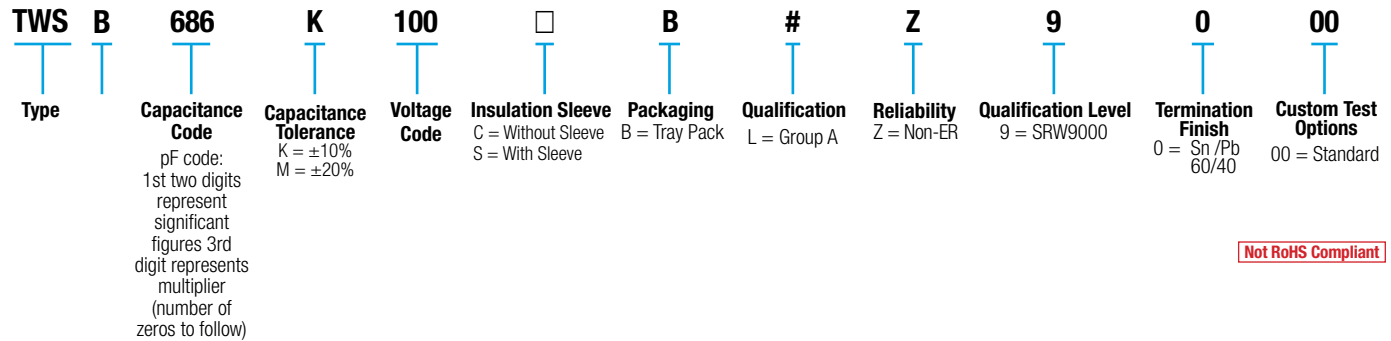 TWS B 686 K 100 □ B # Z 9 0 00
Type
Capacitance
Code
pF code:
1st two digits
represent
significant
figures 3rd
digit represents
multiplier
(number of
zeros to follow)
Capacitance
Tolerance
K = ±10%
M = ±20%
Voltage
Code
Insulation Sleeve
C = Without Sleeve
S = With Sleeve
Packaging
B = Tray Pack
Qualification
L = Group A
Reliability
Z = Non-ER
Qualification Level
9 = SRW9000
Termination
Finish
0 = Sn /Pb
60/40
Custom Test
Options
00 = Standard
Not RoHS Compliant